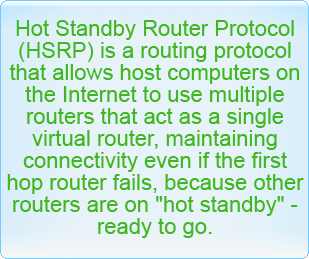 Hot Standby Router Protocol
(HSRP) is a routing protocol
that allows host computers on
the Internet to use multiple
routers that act as a single
virtual router, maintaining
connectivity even if the first
hop router fails, because other
routers are on "hot standby" -
ready to go.